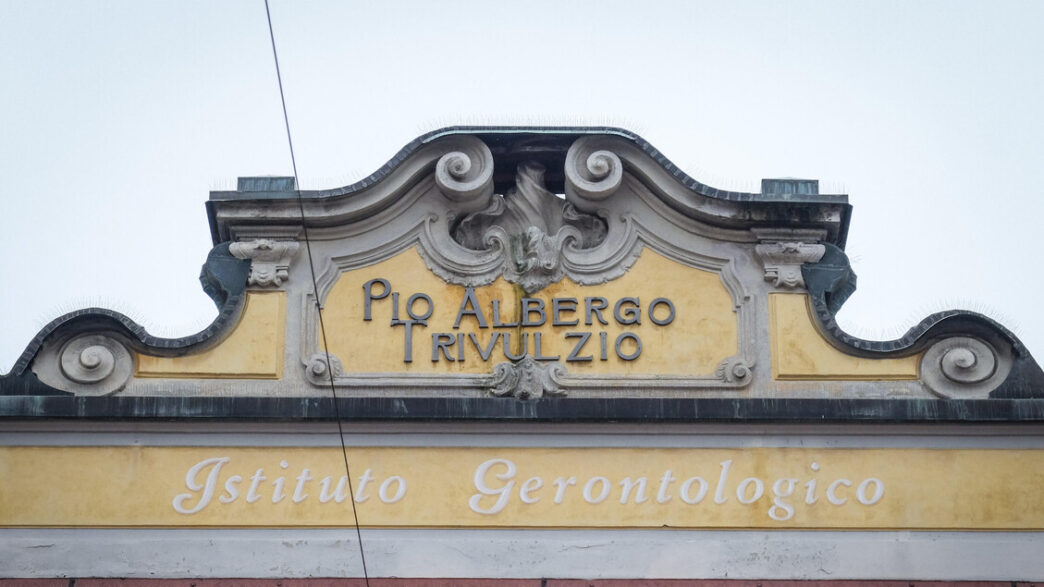 Pio Albergo
Trivulzio
Istituto Gerontologico